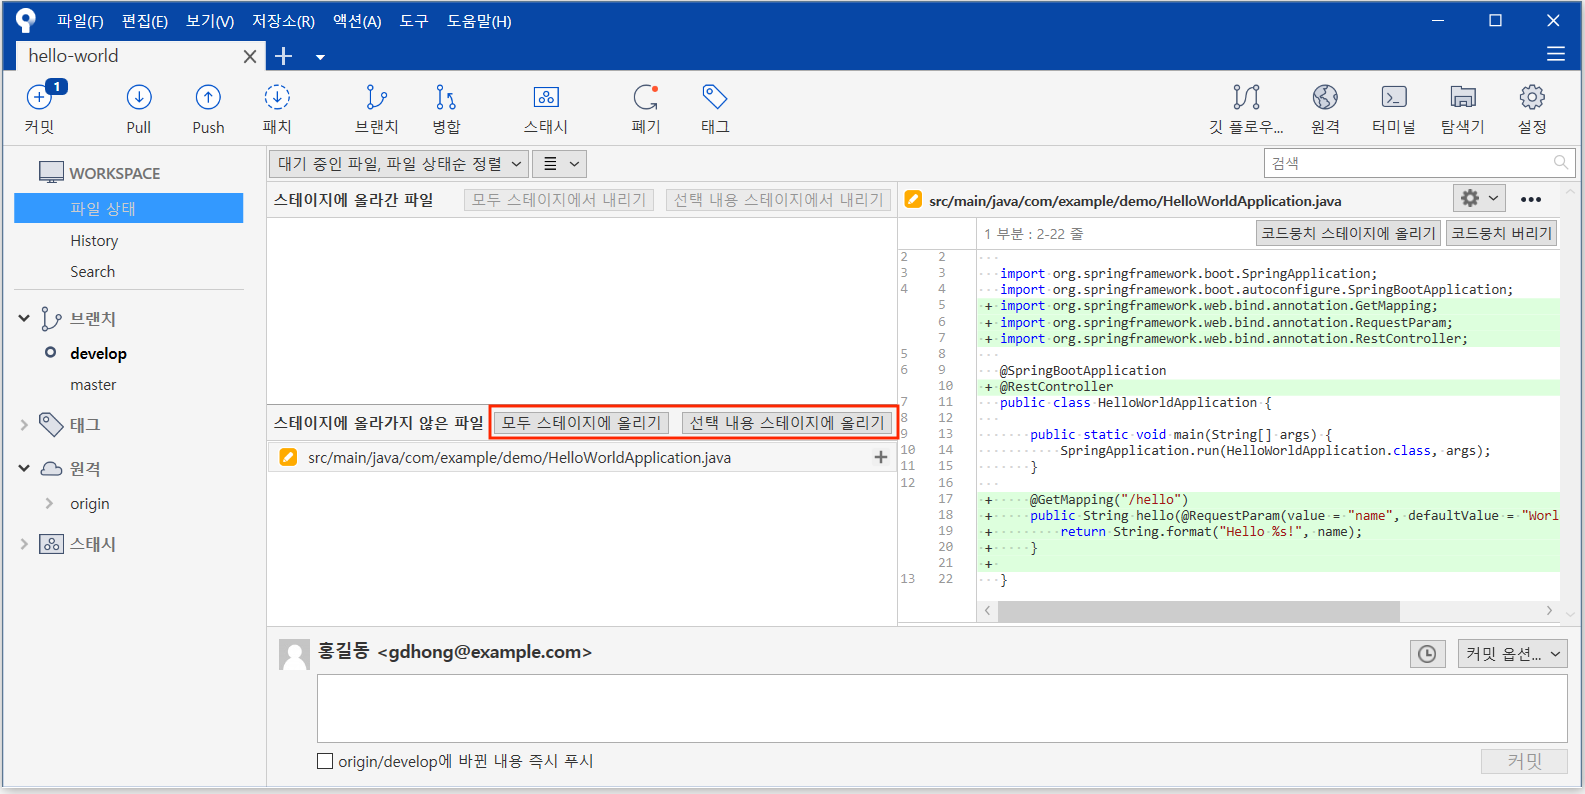 파일(F) 편집(E) 보기(V) 저장소(R) 액션(A) 도구 도움말(H)
hello-world
1
커밋 Pull Push 패치 브랜치 병합 스태시 폐기 태그 깃 플로우... 원격 터미널 탐색기 설정
WORKSPACE
파일 상태
History
Search
브랜치
develop
master
태그
원격
origin
스태시
대기 중인 파일, 파일 상태순 정렬
검색
스테이지에 올라간 파일 모두 스테이지에서 내리기 선택 내용 스테이지에서 내리기
스테이지에 올라가지 않은 파일 모두 스테이지에 올리기 선택 내용 스테이지에 올리기
src/main/java/com/example/demo/HelloWorldApplication.java
src/main/java/com/example/demo/HelloWorldApplication.java
1 부분 : 2-22 줄 코드뭉치 스테이지에 올리기 코드뭉치 버리기
2 2
3 3 import org.springframework.boot.SpringApplication;
4 4 import org.springframework.boot.autoconfigure.SpringBootApplication;
5 + import org.springframework.web.bind.annotation.GetMapping;
6 + import org.springframework.web.bind.annotation.RequestParam;
7 + import org.springframework.web.bind.annotation.RestController;
5 8
6 9 @SpringBootApplication
10 + @RestController
7 11 public class HelloWorldApplication {
8 12
9 13 public static void main(String[] args) {
10 14 SpringApplication.run(HelloWorldApplication.class, args);
11 15 }
12 16
17 + @GetMapping("/hello")
18 + public String hello(@RequestParam(value = "name", defaultValue = "Worl
19 + return String.format("Hello %s!", name);
20 + }
21 +
13 22 }
홍길동 <gdhong@example.com>
커밋 옵션...
origin/develop에 바뀐 내용 즉시 푸시
커밋